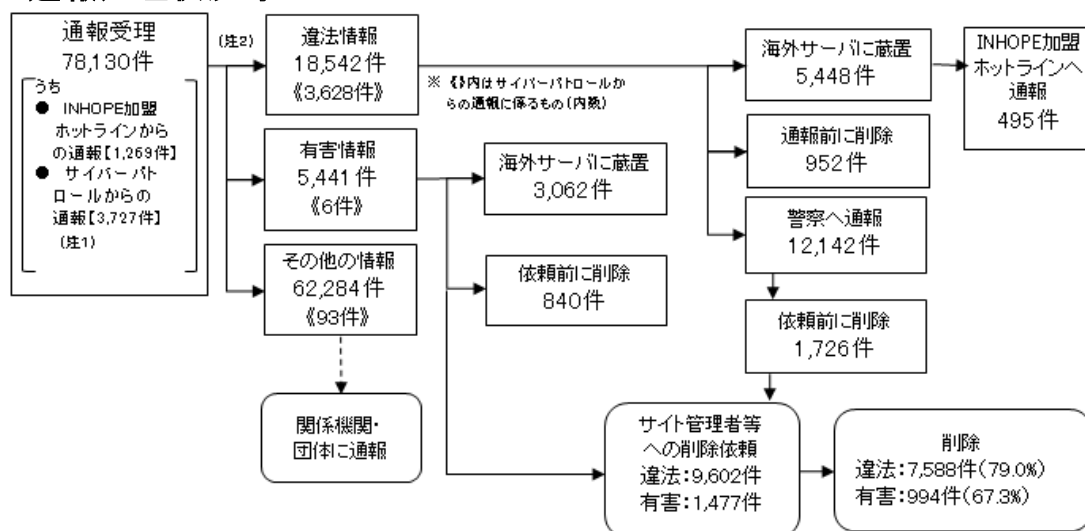 通報受理
78,130件
うち
● INHOPE加盟
ホットラインから
の通報【1,269件】
● サイバーパト
ロールからの
通報【3,727件】
(注1)
(注2)
違法情報
18,542件
《3,628件》
※ 《》内はサイバーパトロールか
らの通報に係るもの(内数)
有害情報
5,441件
《6件》
その他の情報
62,284件
《93件》
関係機関・
団体に通報
海外サーバに蔵置
3,062件
依頼前に削除
840件
海外サーバに蔵置
5,448件
INHOPE加盟
ホットラインへ
通報
495件
通報前に削除
952件
警察へ通報
12,142件
依頼前に削除
1,726件
サイト管理者等
への削除依頼
違法:9,602件
有害:1,477件
削除
違法:7,588件(79.0%)
有害:994件(67.3%)